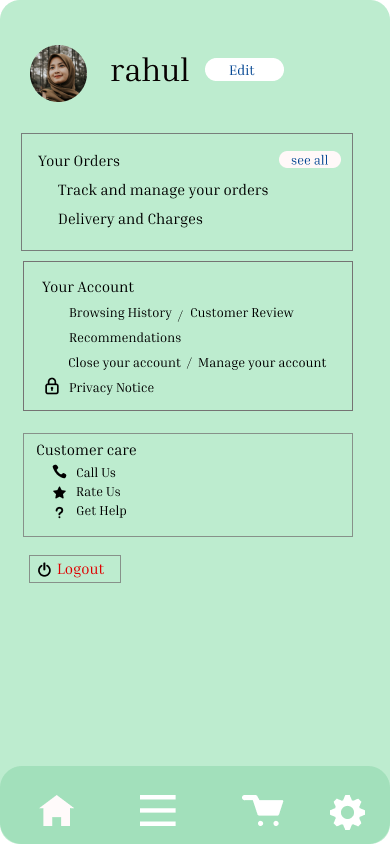 rahul Edit
Your Orders see all
Track and manage your orders
Delivery and Charges
Your Account
Browsing History / Customer Review
Recommendations
Close your account / Manage your account
Privacy Notice
Customer care
Call Us
Rate Us
Get Help
Logout